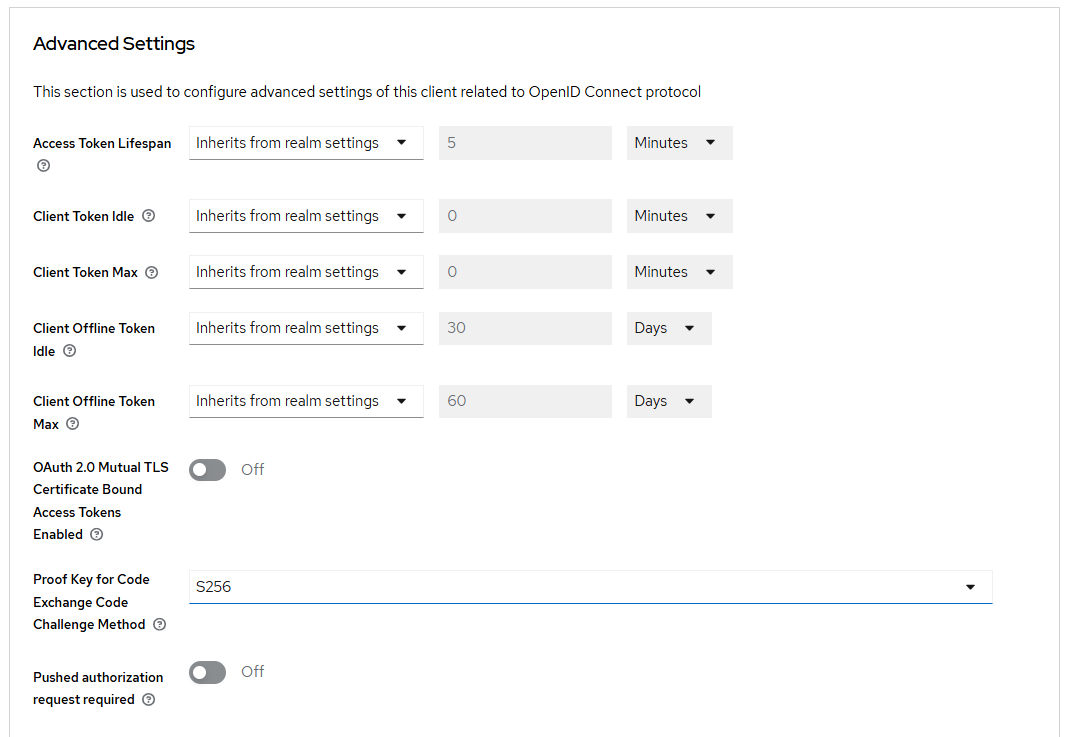 Advanced Settings
This section is used to configure advanced settings of this client related to OpenID Connect protocol
Access Token Lifespan
Inherits from realm settings
5
Minutes
Client Token Idle
Inherits from realm settings
0
Minutes
Client Token Max
Inherits from realm settings
0
Minutes
Client Offline Token
Idle
Inherits from realm settings
30
Days
Client Offline Token
Max
Inherits from realm settings
60
Days
OAuth 2.0 Mutual TLS
Certificate Bound
Access Tokens
Enabled
Off
Proof Key for Code
Exchange Code
Challenge Method
S256
Pushed authorization
request required
Off